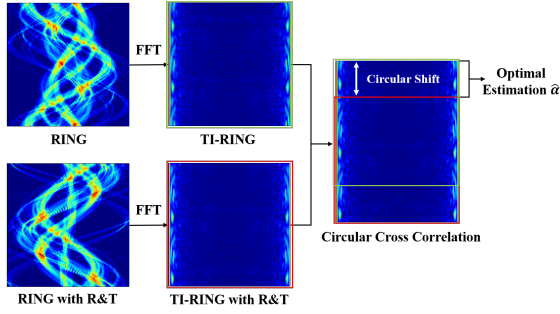 FFT
RING
TI-RING
Circular Shift
Optimal
Estimation α̂
FFT
RING with R&T
TI-RING with R&T
Circular Cross Correlation